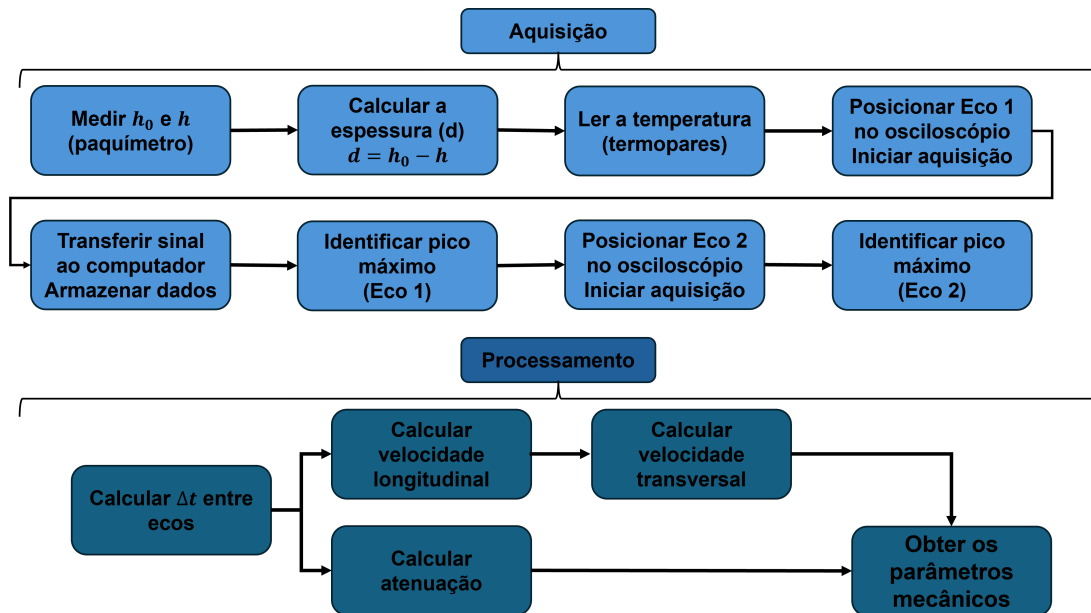 Aquisição
Medir h₀ e h
(paquímetro)
Calcular a
espessura (d)
d = h₀ − h
Ler a temperatura
(termopares)
Posicionar Eco 1
no osciloscópio
Iniciar aquisição
Transferir sinal
ao computador
Armazenar dados
Identificar pico
máximo
(Eco 1)
Posicionar Eco 2
no osciloscópio
Iniciar aquisição
Identificar pico
máximo
(Eco 2)
Processamento
Calcular Δt entre
ecos
Calcular
velocidade
longitudinal
Calcular
velocidade
transversal
Calcular
atenuação
Obter os
parâmetros
mecânicos